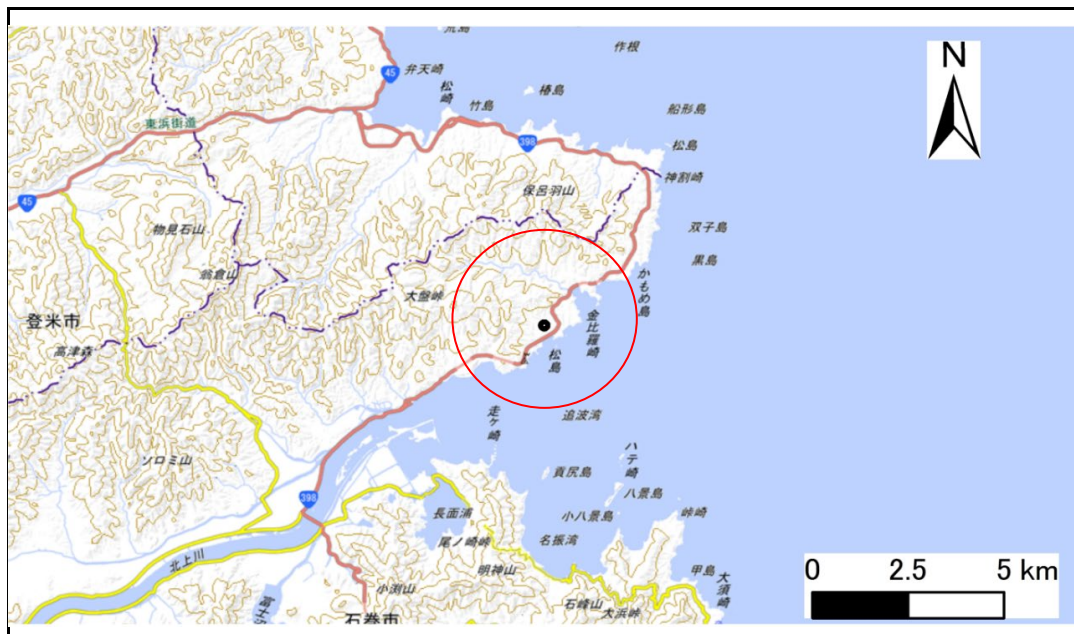 荒島
作根
N
45
弁天崎
椿島
松崎
竹島
船形島
東浜街道
398
松島
神割崎
保呂羽山
45
物見石山
双子島
翁倉山
黒島
大盤峠
かもめ島
登米市
金比羅崎
高津森
松島
走ヶ崎
追波湾
ハテ崎
ソロミ山
貢尻島
八景島
398
長面浦
小八景島
峠崎
尾ノ崎峠
名振湾
北上川
明神山
甲島
大須崎
小渕山
石峰山
大浜峠
石巻市
0 2.5 5 km